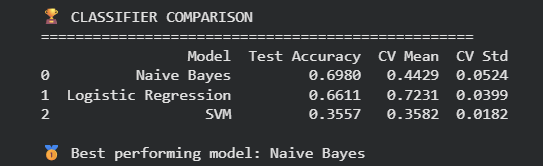 🏆 CLASSIFIER COMPARISON
==================================================
Model Test Accuracy CV Mean CV Std
0 Naive Bayes 0.6980 0.4429 0.0524
1 Logistic Regression 0.6611 0.7231 0.0399
2 SVM 0.3557 0.3582 0.0182
🥇 Best performing model: Naive Bayes